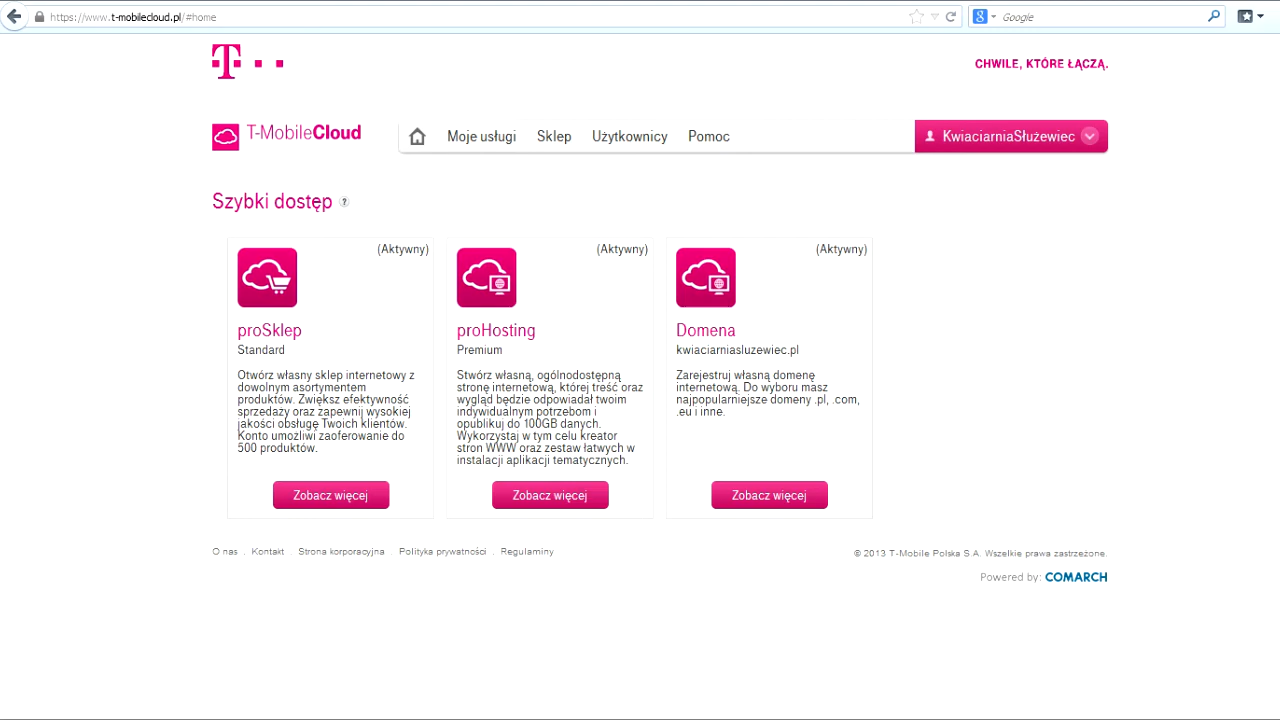 https://www.t-mobilecloud.pl/#home
Google
T
CHWILE, KTÓRE ŁĄCZĄ.
T-MobileCloud
Moje usługi Sklep Użytkownicy Pomoc
KwiaciarniaSłużewiec
Szybki dostęp ?
(Aktywny)
proSklep
Standard
Otwórz własny sklep internetowy z
dowolnym asortymentem
produktów. Zwiększ efektywność
sprzedaży oraz zapewnij wysokiej
jakości obsługę Twoich klientów.
Konto umożliwi zaoferowanie do
500 produktów.
Zobacz więcej
(Aktywny)
proHosting
Premium
Stwórz własną, ogólnodostępną
stronę internetową, której treść oraz
wygląd będzie odpowiadał twoim
indywidualnym potrzebom i
opublikuj do 100GB danych.
Wykorzystaj w tym celu kreator
stron WWW oraz zestaw łatwych w
instalacji aplikacji tematycznych.
Zobacz więcej
(Aktywny)
Domena
kwiaciarniasluzewiec.pl
Zarejestruj własną domenę
internetową. Do wyboru masz
najpopularniejsze domeny .pl, .com,
.eu i inne.
Zobacz więcej
O nas . Kontakt . Strona korporacyjna . Polityka prywatności . Regulaminy
© 2013 T-Mobile Polska S.A. Wszelkie prawa zastrzeżone.
Powered by: COMARCH